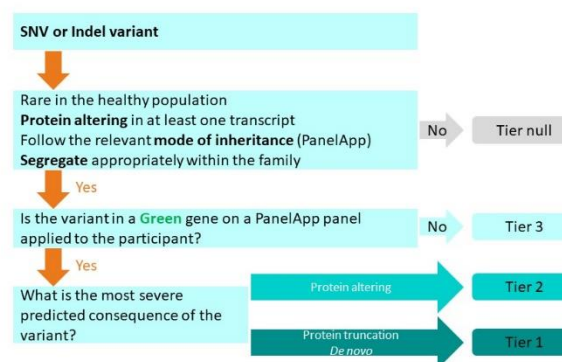 SNV or Indel variant
Rare in the healthy population
Protein altering in at least one transcript
Follow the relevant mode of inheritance (PanelApp)
Segregate appropriately within the family
No
Tier null
Yes
Is the variant in a Green gene on a PanelApp panel
applied to the participant?
No
Tier 3
Yes
What is the most severe
predicted consequence of the
variant?
Protein altering
Tier 2
Protein truncation
De novo
Tier 1